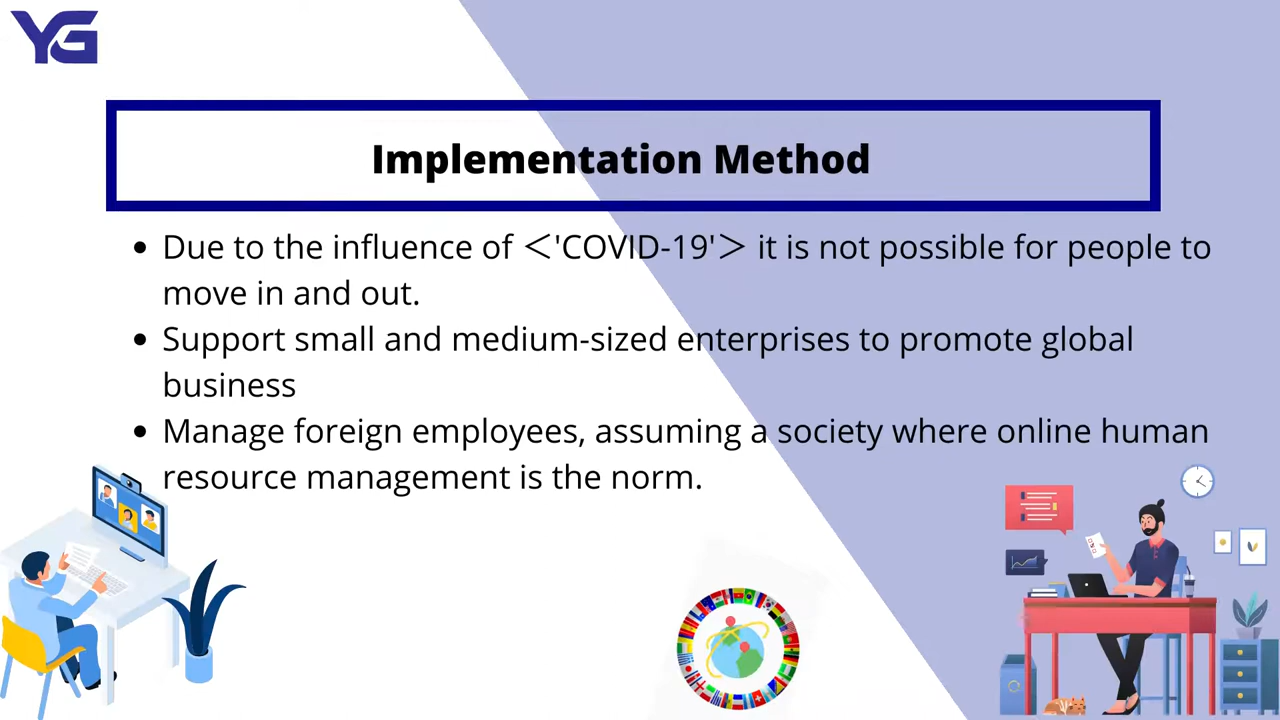 YG
Implementation Method
• Due to the influence of <'COVID-19'> it is not possible for people to
move in and out.
• Support small and medium-sized enterprises to promote global
business
• Manage foreign employees, assuming a society where online human
resource management is the norm.